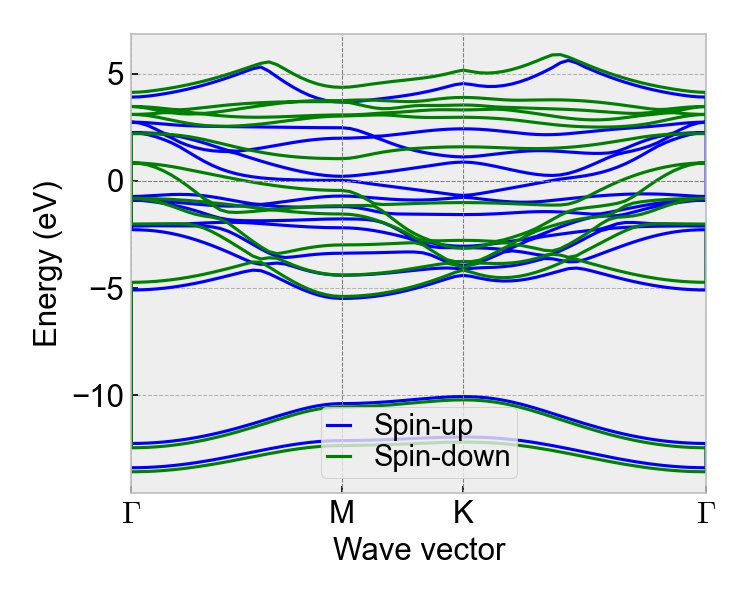 Energy (eV)
5
0
−5
−10
Spin-up
Spin-down
Γ M K Γ
Wave vector